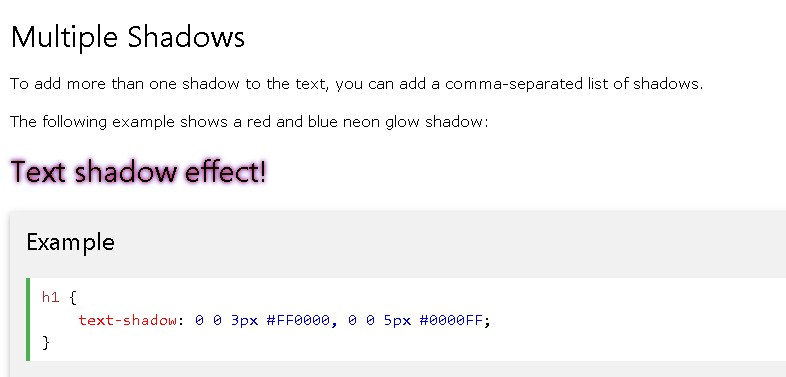 Multiple Shadows
To add more than one shadow to the text, you can add a comma-separated list of shadows.
The following example shows a red and blue neon glow shadow:
Text shadow effect!
Example
h1 {
    text-shadow: 0 0 3px #FF0000, 0 0 5px #0000FF;
}